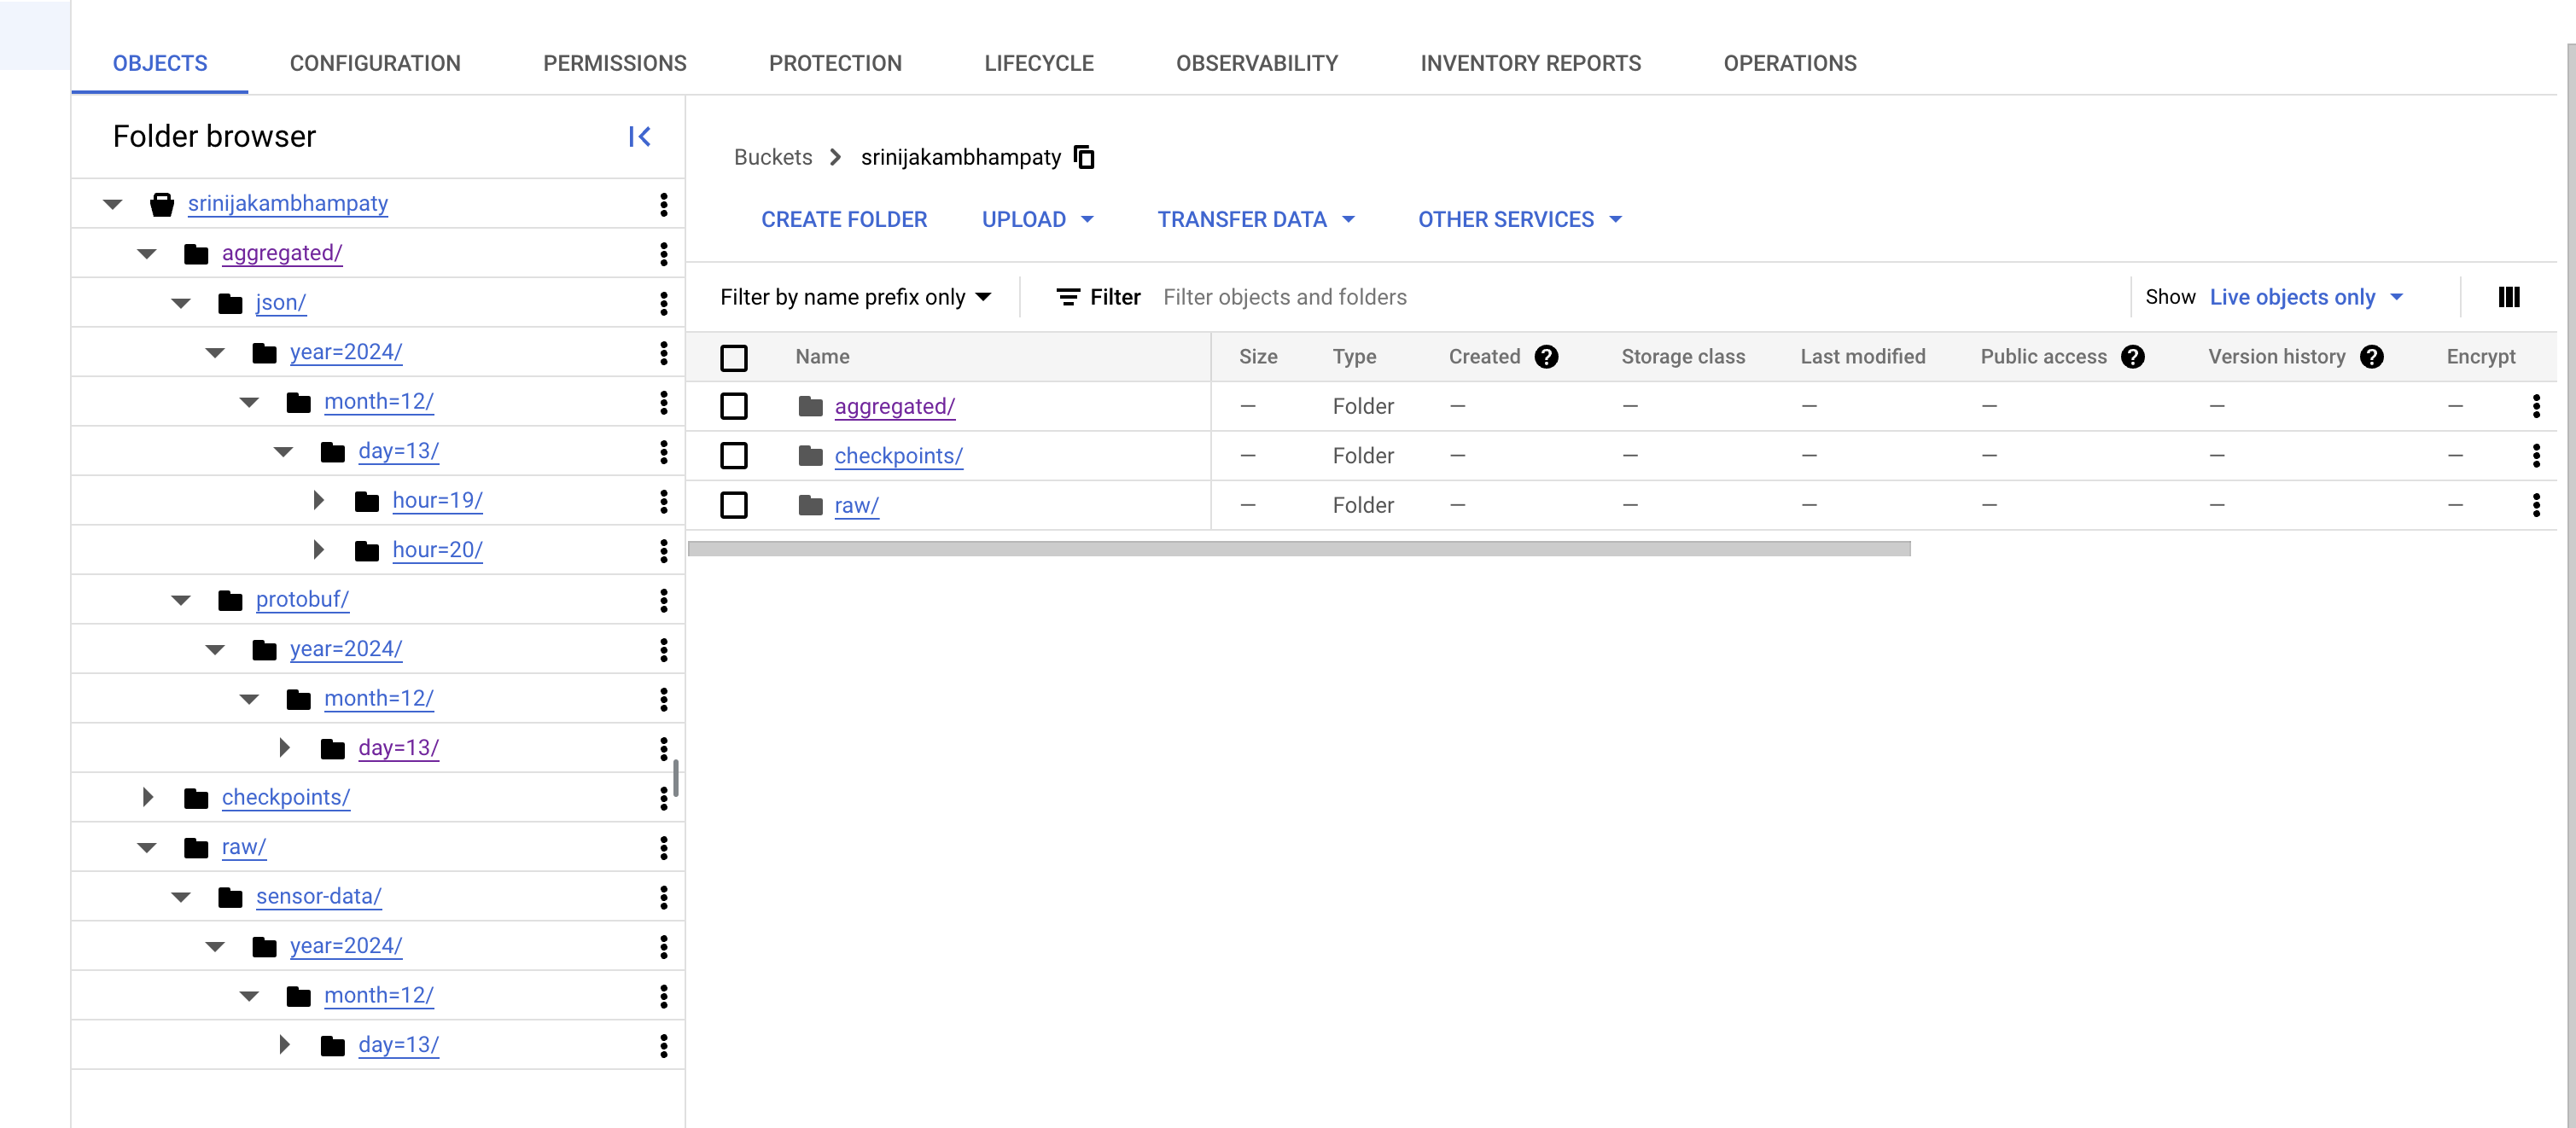 OBJECTS CONFIGURATION PERMISSIONS PROTECTION LIFECYCLE OBSERVABILITY INVENTORY REPORTS OPERATIONS
Folder browser
srinijakambhampaty
aggregated/
json/
year=2024/
month=12/
day=13/
hour=19/
hour=20/
protobuf/
year=2024/
month=12/
day=13/
checkpoints/
raw/
sensor-data/
year=2024/
month=12/
day=13/
Buckets > srinijakambhampaty
CREATE FOLDER UPLOAD TRANSFER DATA OTHER SERVICES
Filter by name prefix only Filter Filter objects and folders Show Live objects only
Name Size Type Created ? Storage class Last modified Public access ? Version history ? Encrypt
aggregated/ — Folder — — — — — —
checkpoints/ — Folder — — — — — —
raw/ — Folder — — — — — —